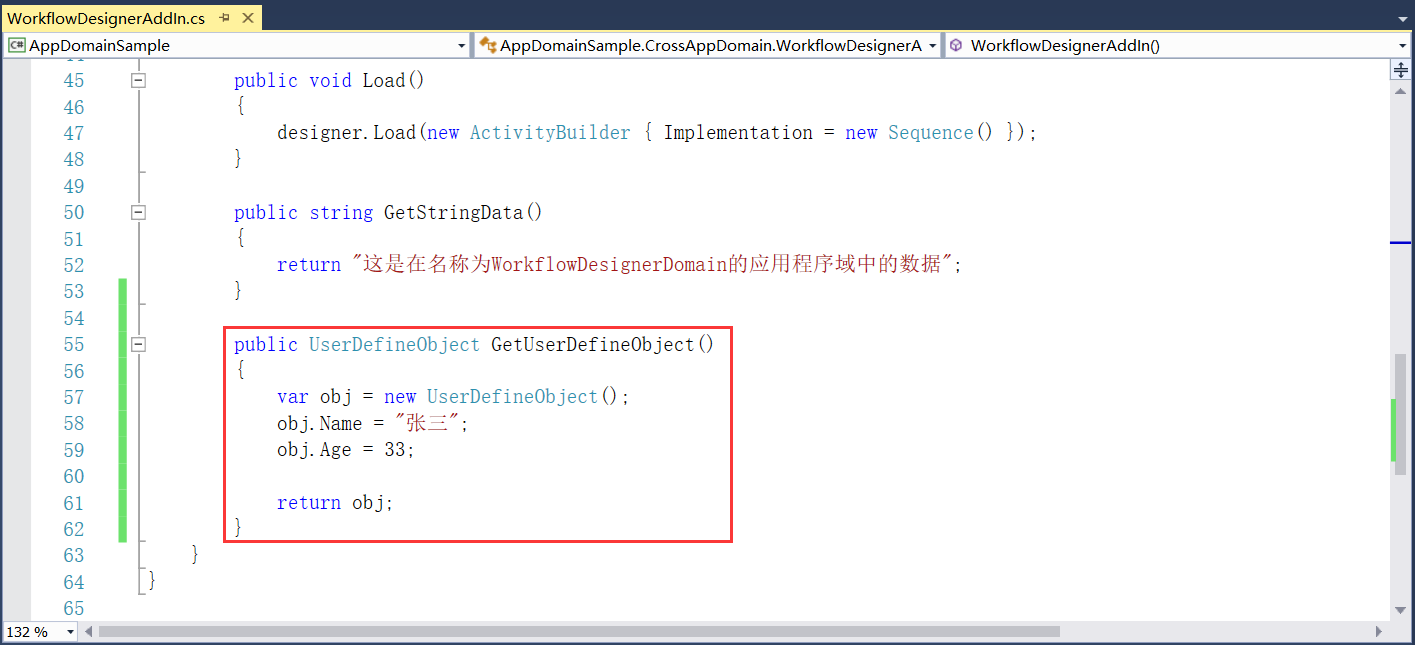 WorkflowDesignerAddIn.cs
C# AppDomainSample AppDomainSample.CrossAppDomain.WorkflowDesignerA WorkflowDesignerAddIn()
45 public void Load()
46 {
47 designer.Load(new ActivityBuilder { Implementation = new Sequence() });
48 }
49
50 public string GetStringData()
51 {
52 return "这是在名称为WorkflowDesignerDomain的应用程序域中的数据";
53 }
54
55 public UserDefineObject GetUserDefineObject()
56 {
57 var obj = new UserDefineObject();
58 obj.Name = "张三";
59 obj.Age = 33;
60
61 return obj;
62 }
63 }
64 }
65
132 %